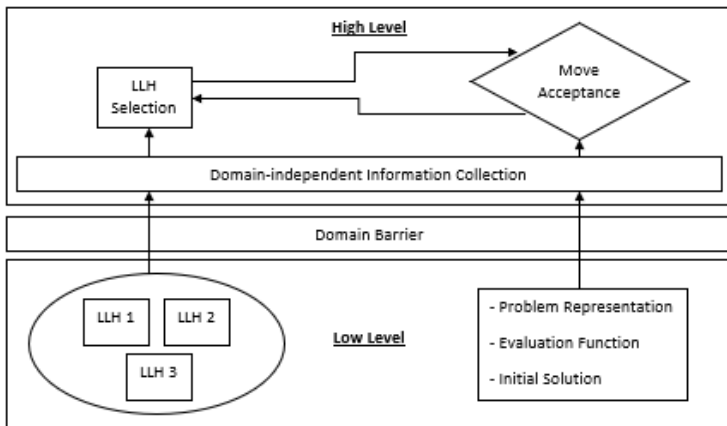 High Level
LLH
Selection
Move
Acceptance
Domain-independent Information Collection
Domain Barrier
LLH 1
LLH 2
LLH 3
Low Level
- Problem Representation
- Evaluation Function
- Initial Solution